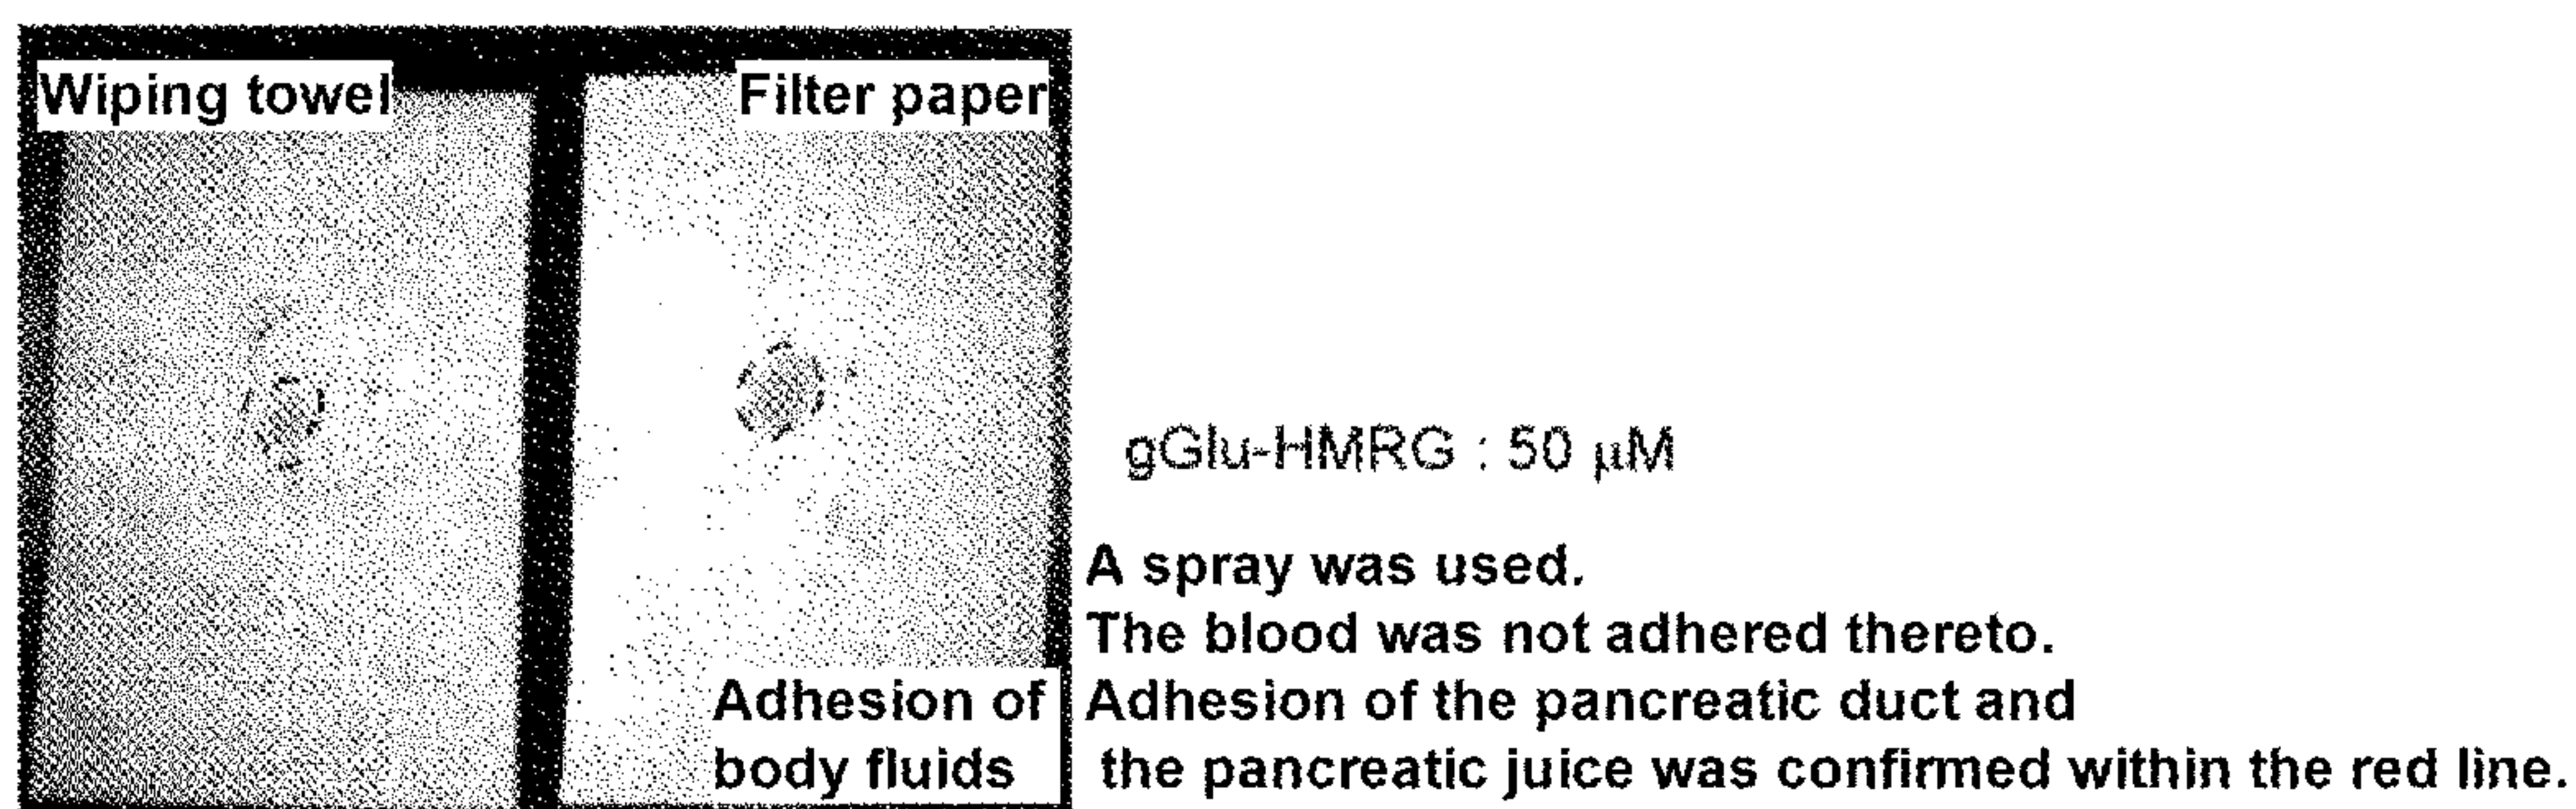 Wiping towel
Filter paper
Adhesion of
body fluids
gGlu-HMRG : 50 μM
A spray was used.
The blood was not adhered thereto.
Adhesion of the pancreatic duct and
the pancreatic juice was confirmed within the red line.